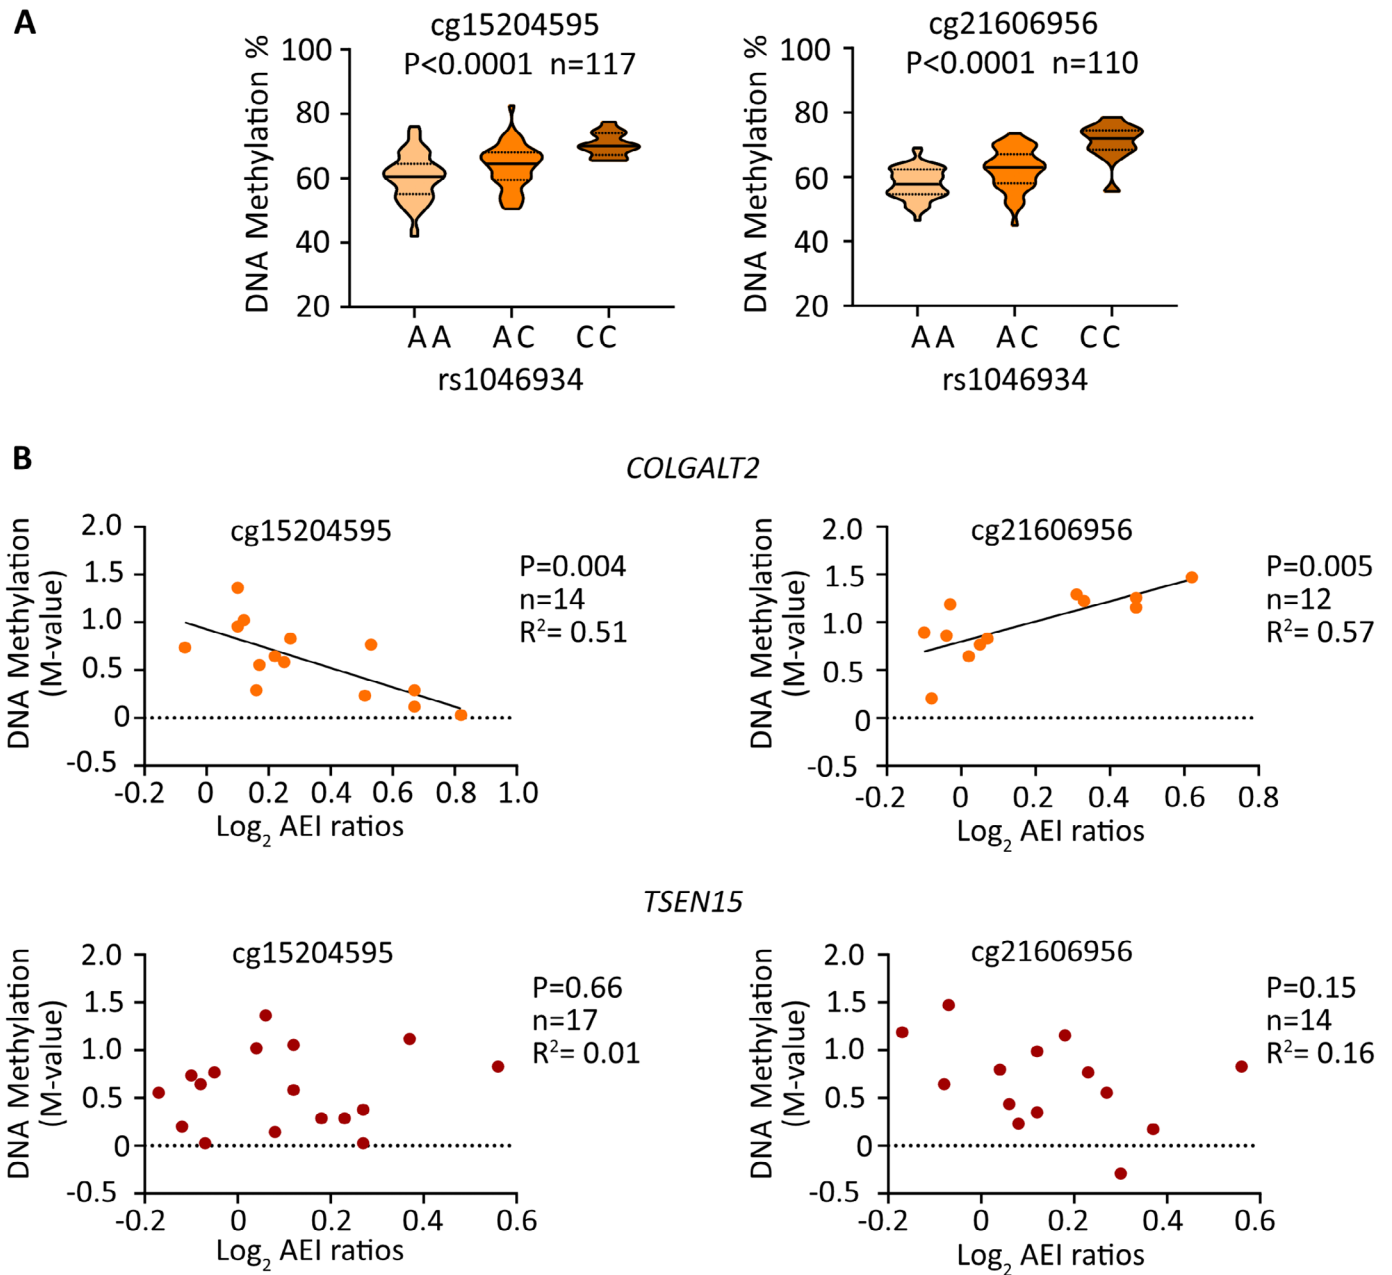 A
cg15204595
P<0.0001 n=117
DNA Methylation %
100
80
60
40
20
AA AC CC
rs1046934
cg21606956
P<0.0001 n=110
DNA Methylation %
100
80
60
40
20
AA AC CC
rs1046934
B
COLGALT2
cg15204595
P=0.004
n=14
R²= 0.51
DNA Methylation
(M-value)
2.0
1.5
1.0
0.5
0
-0.5
-0.2 0 0.2 0.4 0.6 0.8 1.0
Log₂ AEI ratios
cg21606956
P=0.005
n=12
R²= 0.57
DNA Methylation
(M-value)
2.0
1.5
1.0
0.5
0
-0.5
-0.2 0 0.2 0.4 0.6 0.8
Log₂ AEI ratios
TSEN15
cg15204595
P=0.66
n=17
R²= 0.01
DNA Methylation
(M-value)
2.0
1.5
1.0
0.5
0
-0.5
-0.2 0 0.2 0.4 0.6
Log₂ AEI ratios
cg21606956
P=0.15
n=14
R²= 0.16
DNA Methylation
(M-value)
2.0
1.5
1.0
0.5
0
-0.5
-0.2 0 0.2 0.4 0.6
Log₂ AEI ratios